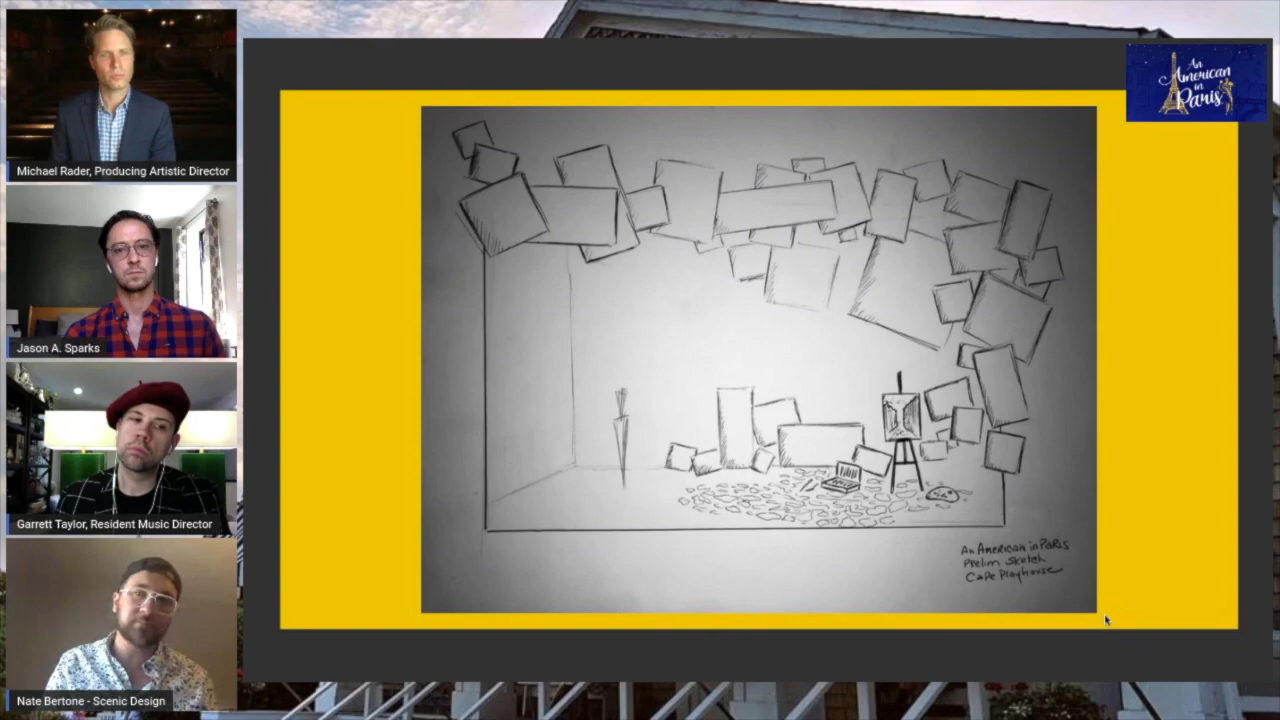 Michael Rader, Producing Artistic Director
Jason A. Sparks
Garrett Taylor, Resident Music Director
Nate Bertone - Scenic Design
An
American
in
Paris
An American in Paris
Prelim Sketch
Cape Playhouse